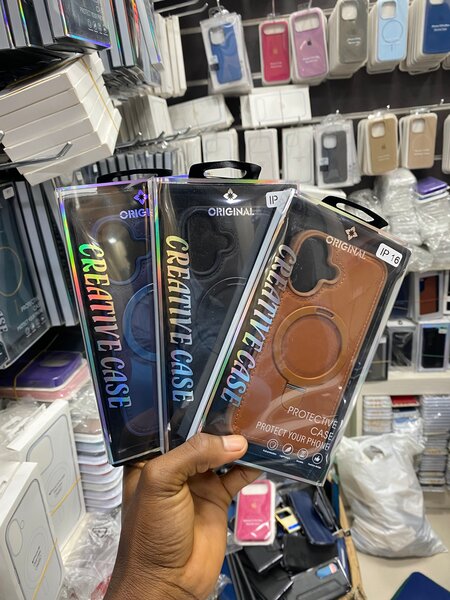 ORIGINAL
CREATIVE CASE
ORIGINAL
IP
CREATIVE CASE
ORIGINAL
IP 16
CREATIVE CASE
PROTECTIVE
CASE
PROTECT YOUR PHONE